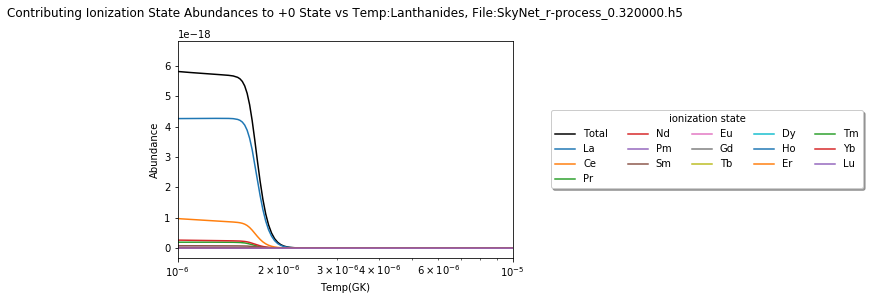 Contributing Ionization State Abundances to +0 State vs Temp:Lanthanides, File:SkyNet_r-process_0.320000.h5
1e−18
6
5
4
3
2
1
0
Abundance
10^{-6} 2 × 10^{-6} 3 × 10^{-6} 4 × 10^{-6} 6 × 10^{-6} 10^{-5}
Temp(GK)
ionization state
Total Nd Eu Dy Tm
La Pm Gd Ho Yb
Ce Sm Tb Er Lu
Pr